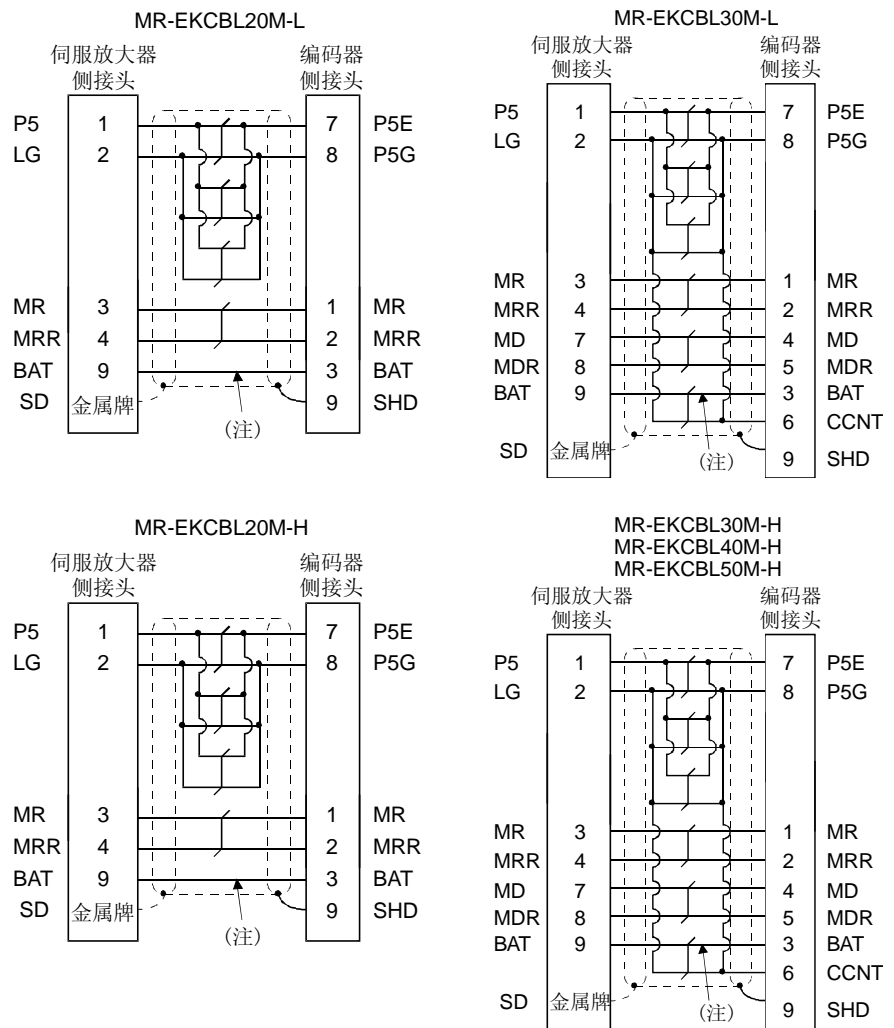 MR-EKCBL20M-L
伺服放大器 编码器
侧接头 侧接头
P5 1 7 P5E
LG 2 8 P5G
MR 3 1 MR
MRR 4 2 MRR
BAT 9 3 BAT
SD 金属牌 9 SHD
(注)
MR-EKCBL30M-L
伺服放大器 编码器
侧接头 侧接头
P5 1 7 P5E
LG 2 8 P5G
MR 3 1 MR
MRR 4 2 MRR
MD 7 4 MD
MDR 8 5 MDR
BAT 9 3 BAT
6 CCNT
SD 金属牌 (注) 9 SHD
MR-EKCBL20M-H
伺服放大器 编码器
侧接头 侧接头
P5 1 7 P5E
LG 2 8 P5G
MR 3 1 MR
MRR 4 2 MRR
BAT 9 3 BAT
SD 金属牌 9 SHD
(注)
MR-EKCBL30M-H
MR-EKCBL40M-H
MR-EKCBL50M-H
伺服放大器 编码器
侧接头 侧接头
P5 1 7 P5E
LG 2 8 P5G
MR 3 1 MR
MRR 4 2 MRR
MD 7 4 MD
MDR 8 5 MDR
BAT 9 3 BAT
6 CCNT
SD 金属牌 (注) 9 SHD